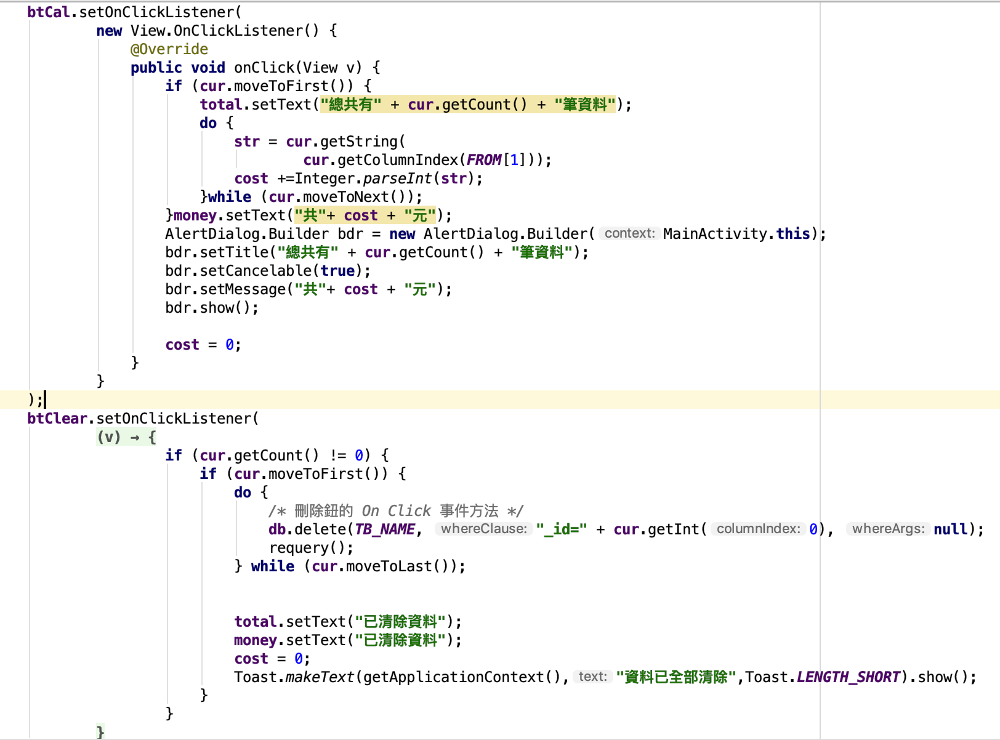 btCal.setOnClickListener(
new View.OnClickListener() {
@Override
public void onClick(View v) {
if (cur.moveToFirst()) {
total.setText("總共有" + cur.getCount() + "筆資料");
do {
str = cur.getString(
cur.getColumnIndex(FROM[1]));
cost +=Integer.parseInt(str);
}while (cur.moveToNext());
}money.setText("共"+ cost + "元");
AlertDialog.Builder bdr = new AlertDialog.Builder( context: MainActivity.this);
bdr.setTitle("總共有" + cur.getCount() + "筆資料");
bdr.setCancelable(true);
bdr.setMessage("共"+ cost + "元");
bdr.show();
cost = 0;
}
}
);
btClear.setOnClickListener(
(v) → {
if (cur.getCount() != 0) {
if (cur.moveToFirst()) {
do {
/* 刪除鈕的 On Click 事件方法 */
db.delete(TB_NAME, whereClause: "_id=" + cur.getInt( columnIndex: 0), whereArgs: null);
requery();
} while (cur.moveToLast());
total.setText("已清除資料");
money.setText("已清除資料");
cost = 0;
Toast.makeText(getApplicationContext(), text: "資料已全部清除",Toast.LENGTH_SHORT).show();
}
}
}